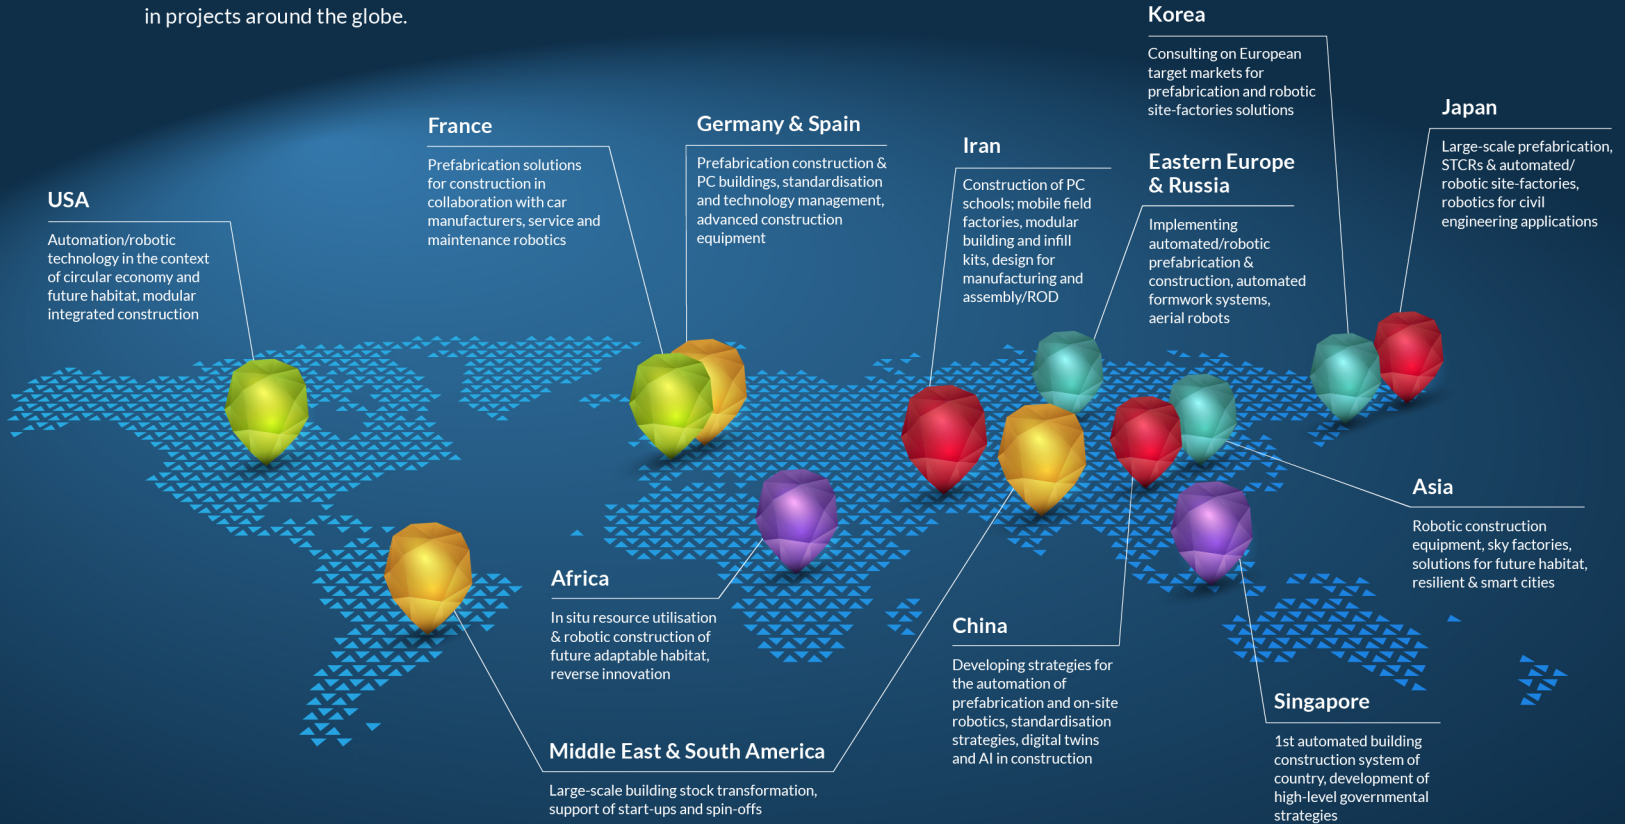 in projects around the globe.
Korea
Consulting on European
target markets for
prefabrication and robotic
site-factories solutions
Japan
Large-scale prefabrication,
STCRs & automated/
robotic site-factories,
robotics for civil
engineering applications
France
Prefabrication solutions
for construction in
collaboration with car
manufacturers, service and
maintenance robotics
Germany & Spain
Prefabrication construction &
PC buildings, standardisation
and technology management,
advanced construction
equipment
Iran
Construction of PC
schools; mobile field
factories, modular
building and infill
kits, design for
manufacturing and
assembly/ROD
Eastern Europe
& Russia
Implementing
automated/robotic
prefabrication &
construction, automated
formwork systems,
aerial robots
USA
Automation/robotic
technology in the context
of circular economy and
future habitat, modular
integrated construction
Asia
Robotic construction
equipment, sky factories,
solutions for future habitat,
resilient & smart cities
Africa
In situ resource utilisation
& robotic construction of
future adaptable habitat,
reverse innovation
China
Developing strategies for
the automation of
prefabrication and on-site
robotics, standardisation
strategies, digital twins
and AI in construction
Singapore
1st automated building
construction system of
country, development of
high-level governmental
strategies
Middle East & South America
Large-scale building stock transformation,
support of start-ups and spin-offs